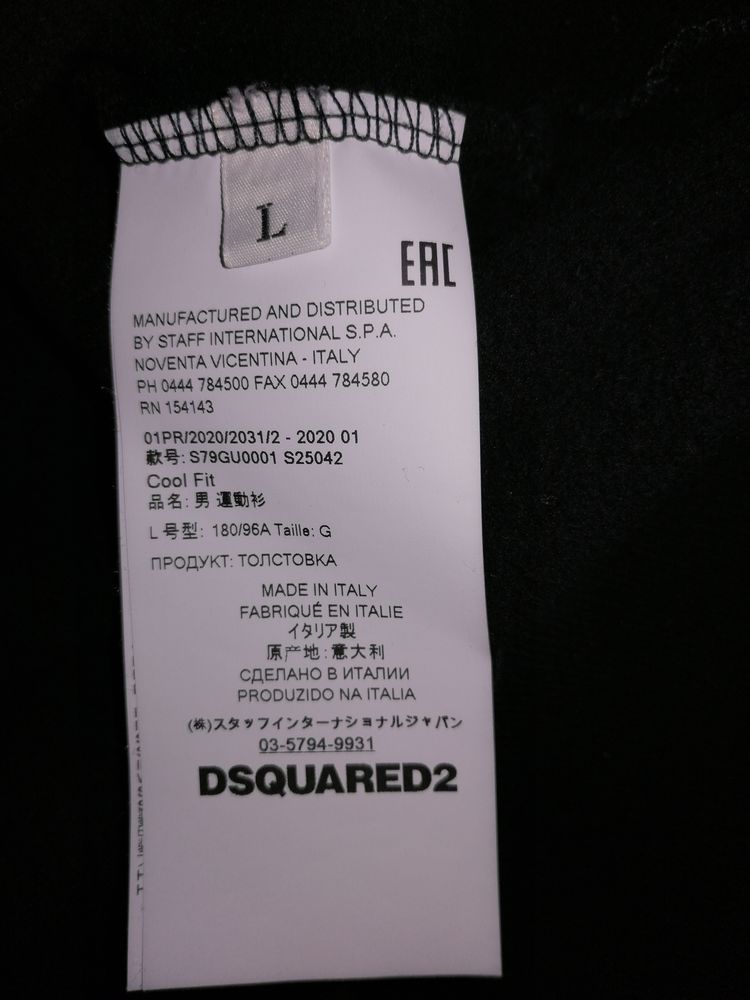 L
EAC
MANUFACTURED AND DISTRIBUTED
BY STAFF INTERNATIONAL S.P.A.
NOVENTA VICENTINA - ITALY
PH 0444 784500 FAX 0444 784580
RN 154143
01PR/2020/2031/2 - 2020 01
款号: S79GU0001 S25042
Cool Fit
品名: 男 運動衫
L 号型: 180/96A Taille: G
ПРОДУКТ: ТОЛСТОВКА
MADE IN ITALY
FABRIQUÉ EN ITALIE
イタリア製
原产地: 意大利
СДЕЛАНО В ИТАЛИИ
PRODUZIDO NA ITALIA
(株)スタッフインターナショナルジャパン
03-5794-9931
DSQUARED2